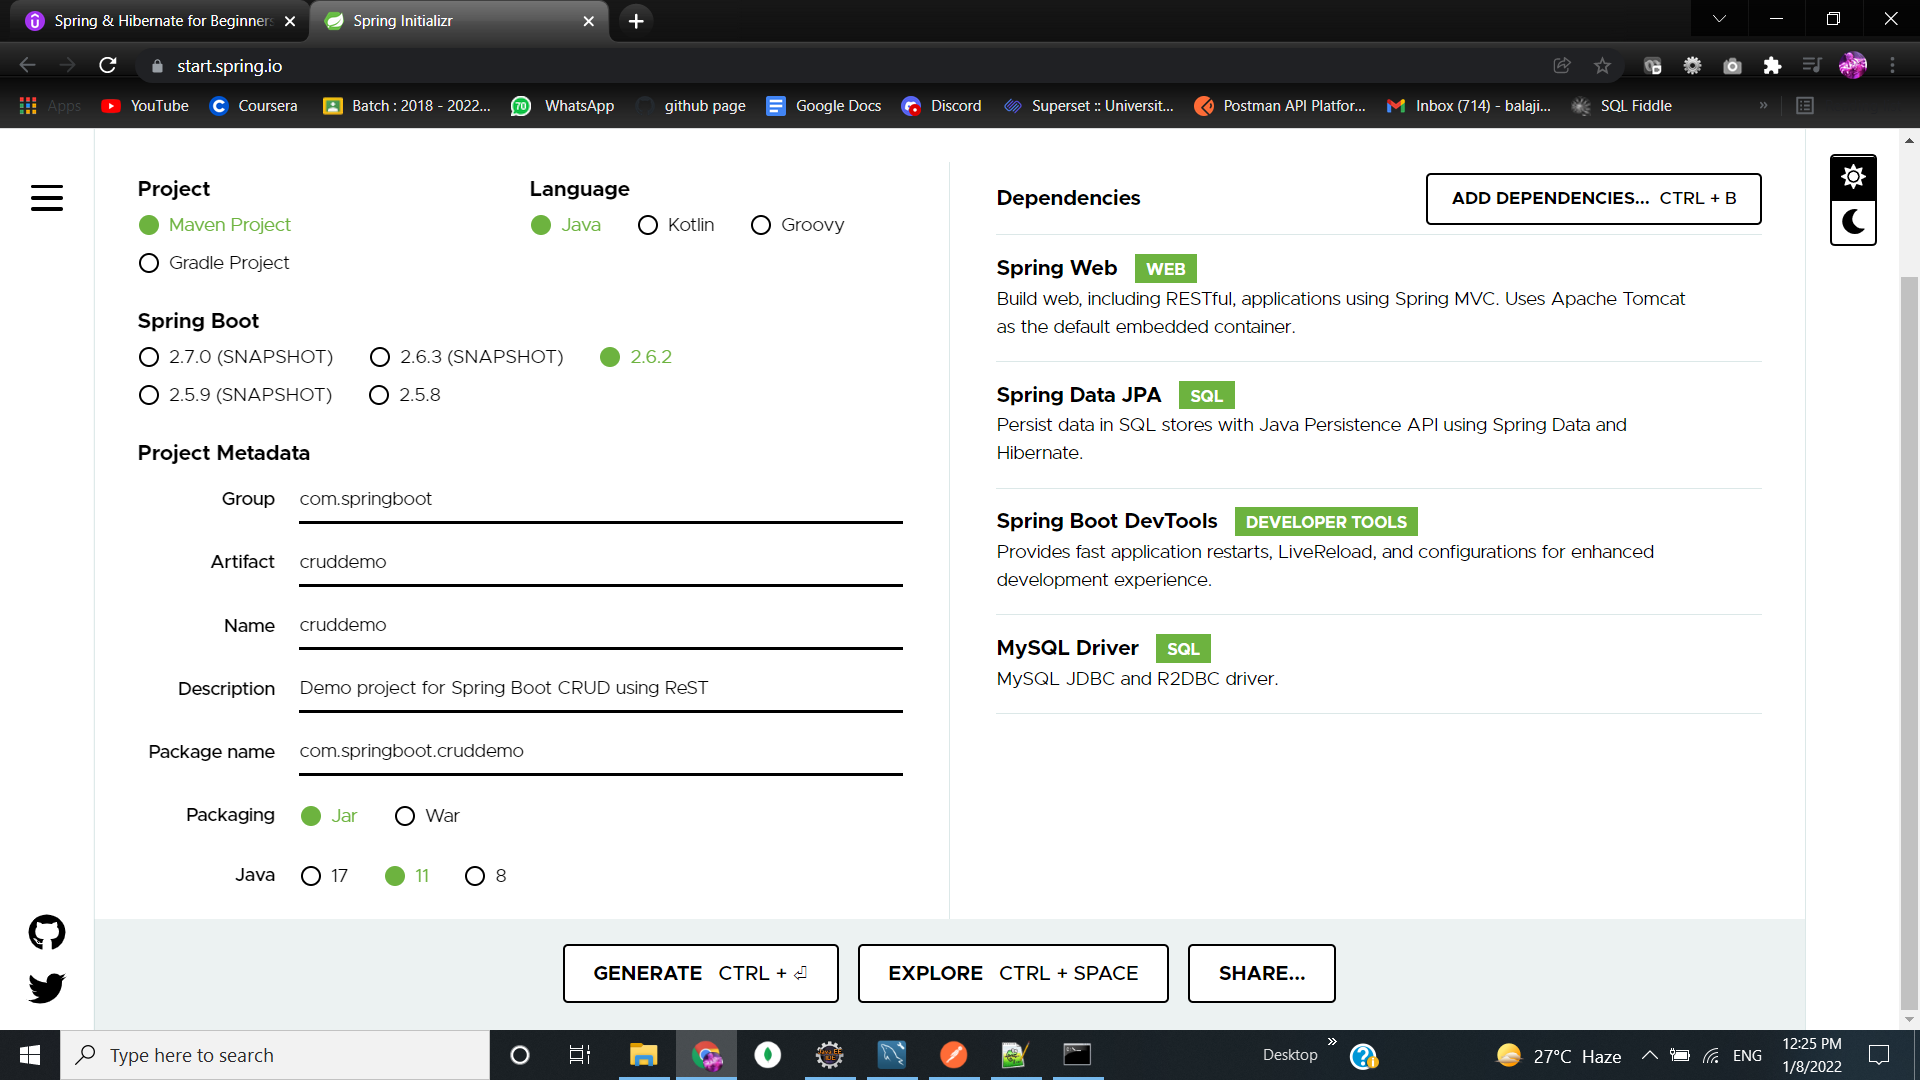 Spring & Hibernate for Beginners
Spring Initializr
start.spring.io
Apps
YouTube
Coursera
Batch : 2018 - 2022...
WhatsApp
github page
Google Docs
Discord
Superset :: Universit...
Postman API Platfor...
Inbox (714) - balaji...
SQL Fiddle
Project
Maven Project
Gradle Project
Language
Java
Kotlin
Groovy
Spring Boot
2.7.0 (SNAPSHOT)
2.6.3 (SNAPSHOT)
2.6.2
2.5.9 (SNAPSHOT)
2.5.8
Project Metadata
Group
com.springboot
Artifact
cruddemo
Name
cruddemo
Description
Demo project for Spring Boot CRUD using ReST
Package name
com.springboot.cruddemo
Packaging
Jar
War
Java
17
11
8
Dependencies
ADD DEPENDENCIES... CTRL + B
Spring Web WEB
Build web, including RESTful, applications using Spring MVC. Uses Apache Tomcat
as the default embedded container.
Spring Data JPA SQL
Persist data in SQL stores with Java Persistence API using Spring Data and
Hibernate.
Spring Boot DevTools DEVELOPER TOOLS
Provides fast application restarts, LiveReload, and configurations for enhanced
development experience.
MySQL Driver SQL
MySQL JDBC and R2DBC driver.
GENERATE CTRL + ⏎
EXPLORE CTRL + SPACE
SHARE...
Type here to search
Desktop
27°C Haze
ENG
12:25 PM
1/8/2022